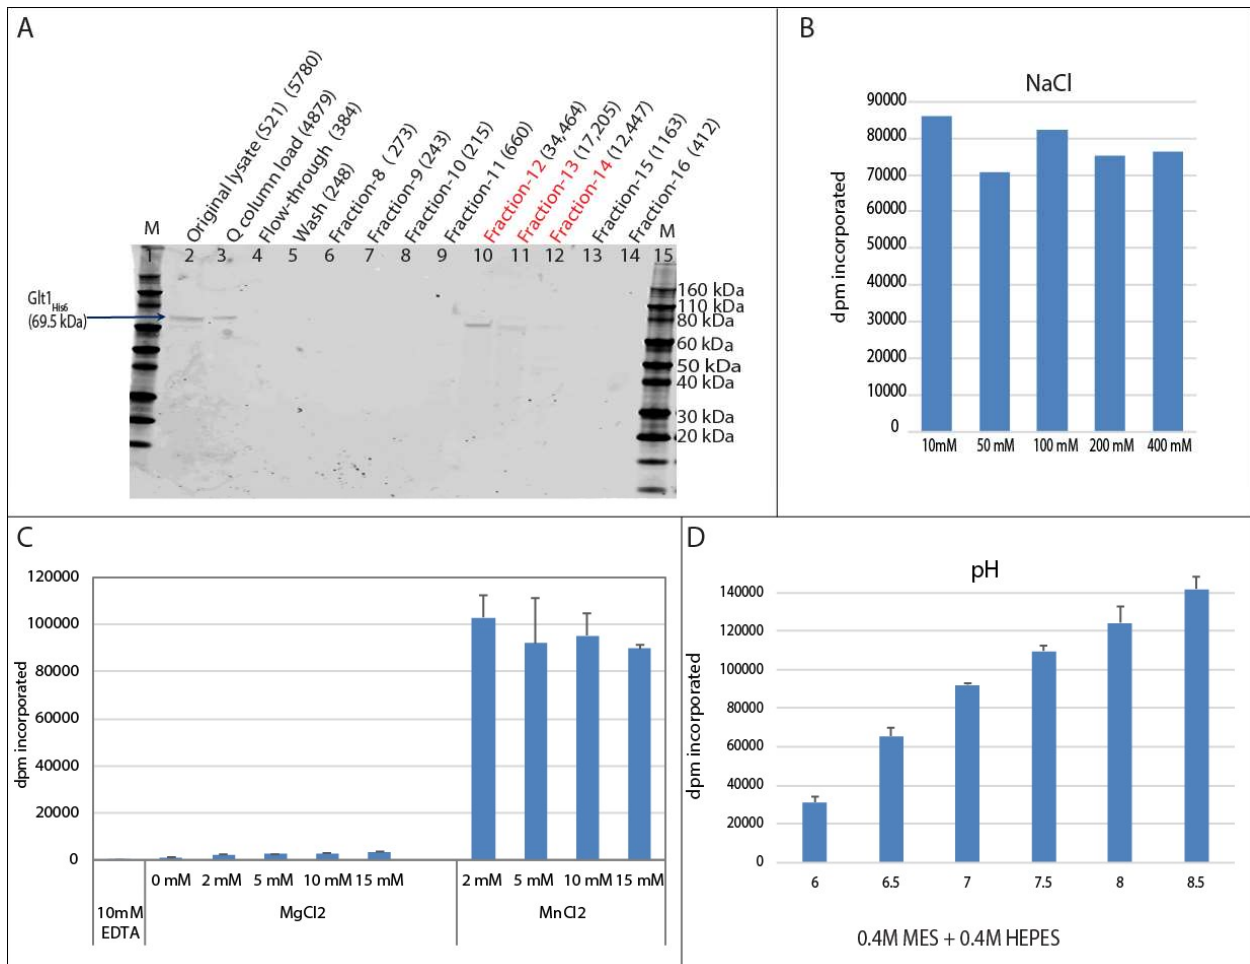 A
Original lysate (S21) (5780)
Q column load (4879)
Flow-through (384)
Wash (248)
Fraction-8 ( 273)
Fraction-9 (243)
Fraction-10 (215)
Fraction-11 (660)
Fraction-12 (34,464)
Fraction-13 (17,205)
Fraction-14 (12,447)
Fraction-15 (1163)
Fraction-16 (412)
M
M
1 2 3 4 5 6 7 8 9 10 11 12 13 14 15
Glt1His6
(69.5 kDa)
160 kDa
110 kDa
80 kDa
60 kDa
50 kDa
40 kDa
30 kDa
20 kDa
B
NaCl
dpm incorporated
90000
80000
70000
60000
50000
40000
30000
20000
10000
0
10mM 50 mM 100 mM 200 mM 400 mM
C
dpm incorporated
120000
100000
80000
60000
40000
20000
0
0 mM 2 mM 5 mM 10 mM 15 mM 2 mM 5 mM 10 mM 15 mM
10mM
EDTA
MgCl2
MnCl2
D
pH
dpm incorporated
140000
120000
100000
80000
60000
40000
20000
0
6 6.5 7 7.5 8 8.5
0.4M MES + 0.4M HEPES